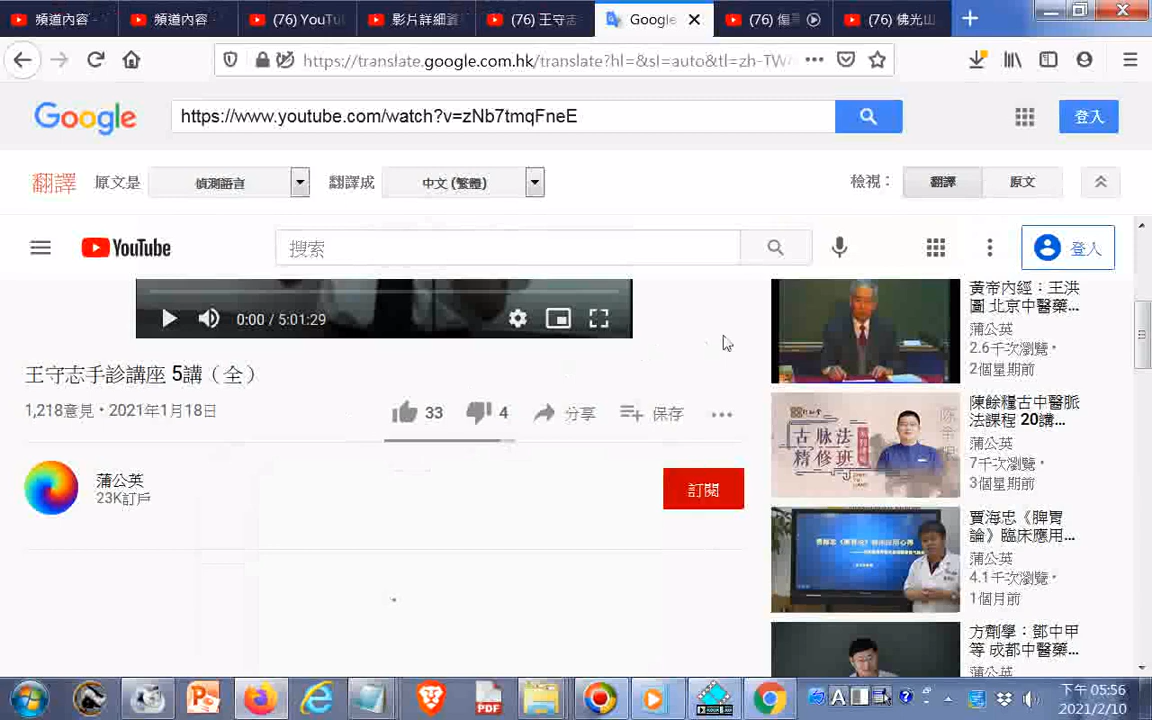 頻道內容 -
頻道內容 -
(76) YouTu
影片詳細資
(76) 王守志
Google
(76) 傷
(76) 佛光山
https://translate.google.com.hk/translate?hl=&sl=auto&tl=zh-TW
Google
https://www.youtube.com/watch?v=zNb7tmqFneE
登入
翻譯
原文是
偵測語言
翻譯成
中文 (繁體)
檢視：
翻譯
原文
YouTube
搜索
登入
0:00 / 5:01:29
王守志手診講座 5講（全）
1,218意見 • 2021年1月18日
33
4
分享
保存
蒲公英
23K訂戶
訂閱
黃帝內經：王洪
圖 北京中醫藥...
蒲公英
2.6千次瀏覽•
2個星期前
古脉法
精修班
陳餘糧古中醫脈
法課程 20講...
蒲公英
7千次瀏覽•
3個星期前
賈海忠《脾胃
論》臨床應用...
蒲公英
4.1千次瀏覽•
1個月前
方劑學：鄧中甲
等 成都中醫藥...
蒲公英
PDF
A
下午 05:56
2021/2/10